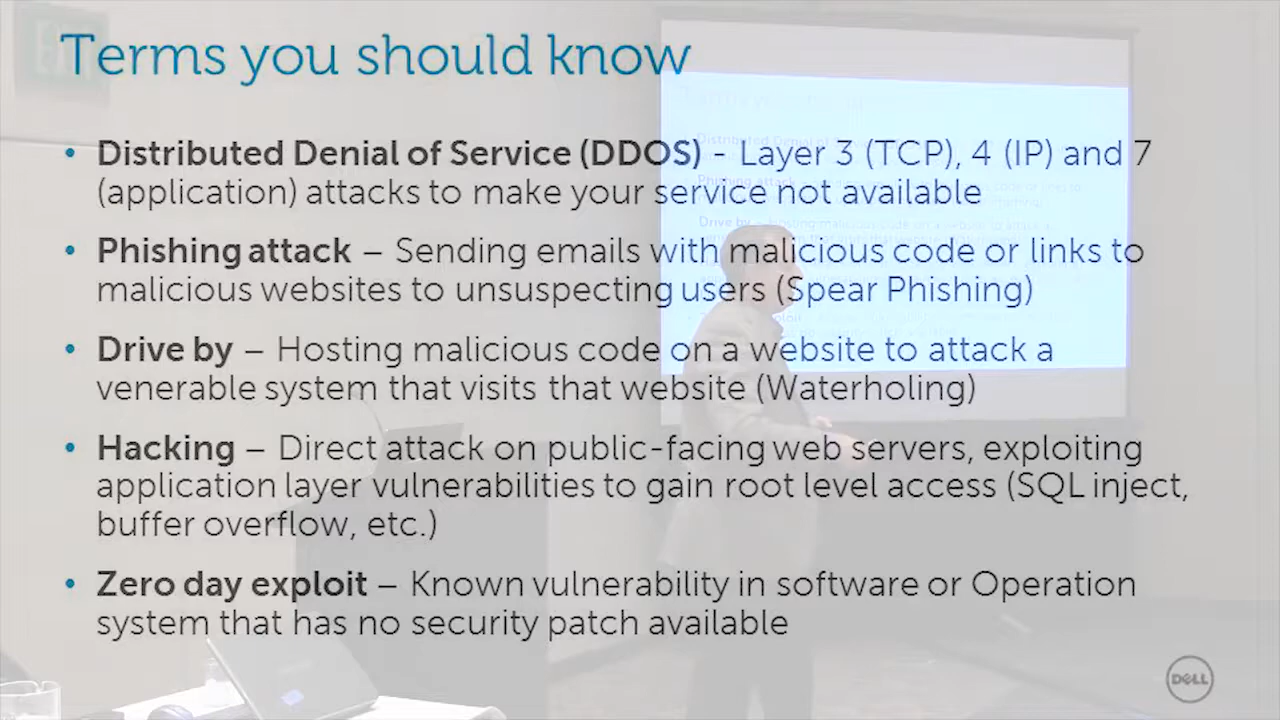 Terms you should know
• Distributed Denial of Service (DDOS) - Layer 3 (TCP), 4 (IP) and 7
(application) attacks to make your service not available
• Phishing attack – Sending emails with malicious code or links to
malicious websites to unsuspecting users (Spear Phishing)
• Drive by – Hosting malicious code on a website to attack a
venerable system that visits that website (Waterholing)
• Hacking – Direct attack on public-facing web servers, exploiting
application layer vulnerabilities to gain root level access (SQL inject,
buffer overflow, etc.)
• Zero day exploit – Known vulnerability in software or Operation
system that has no security patch available
DELL